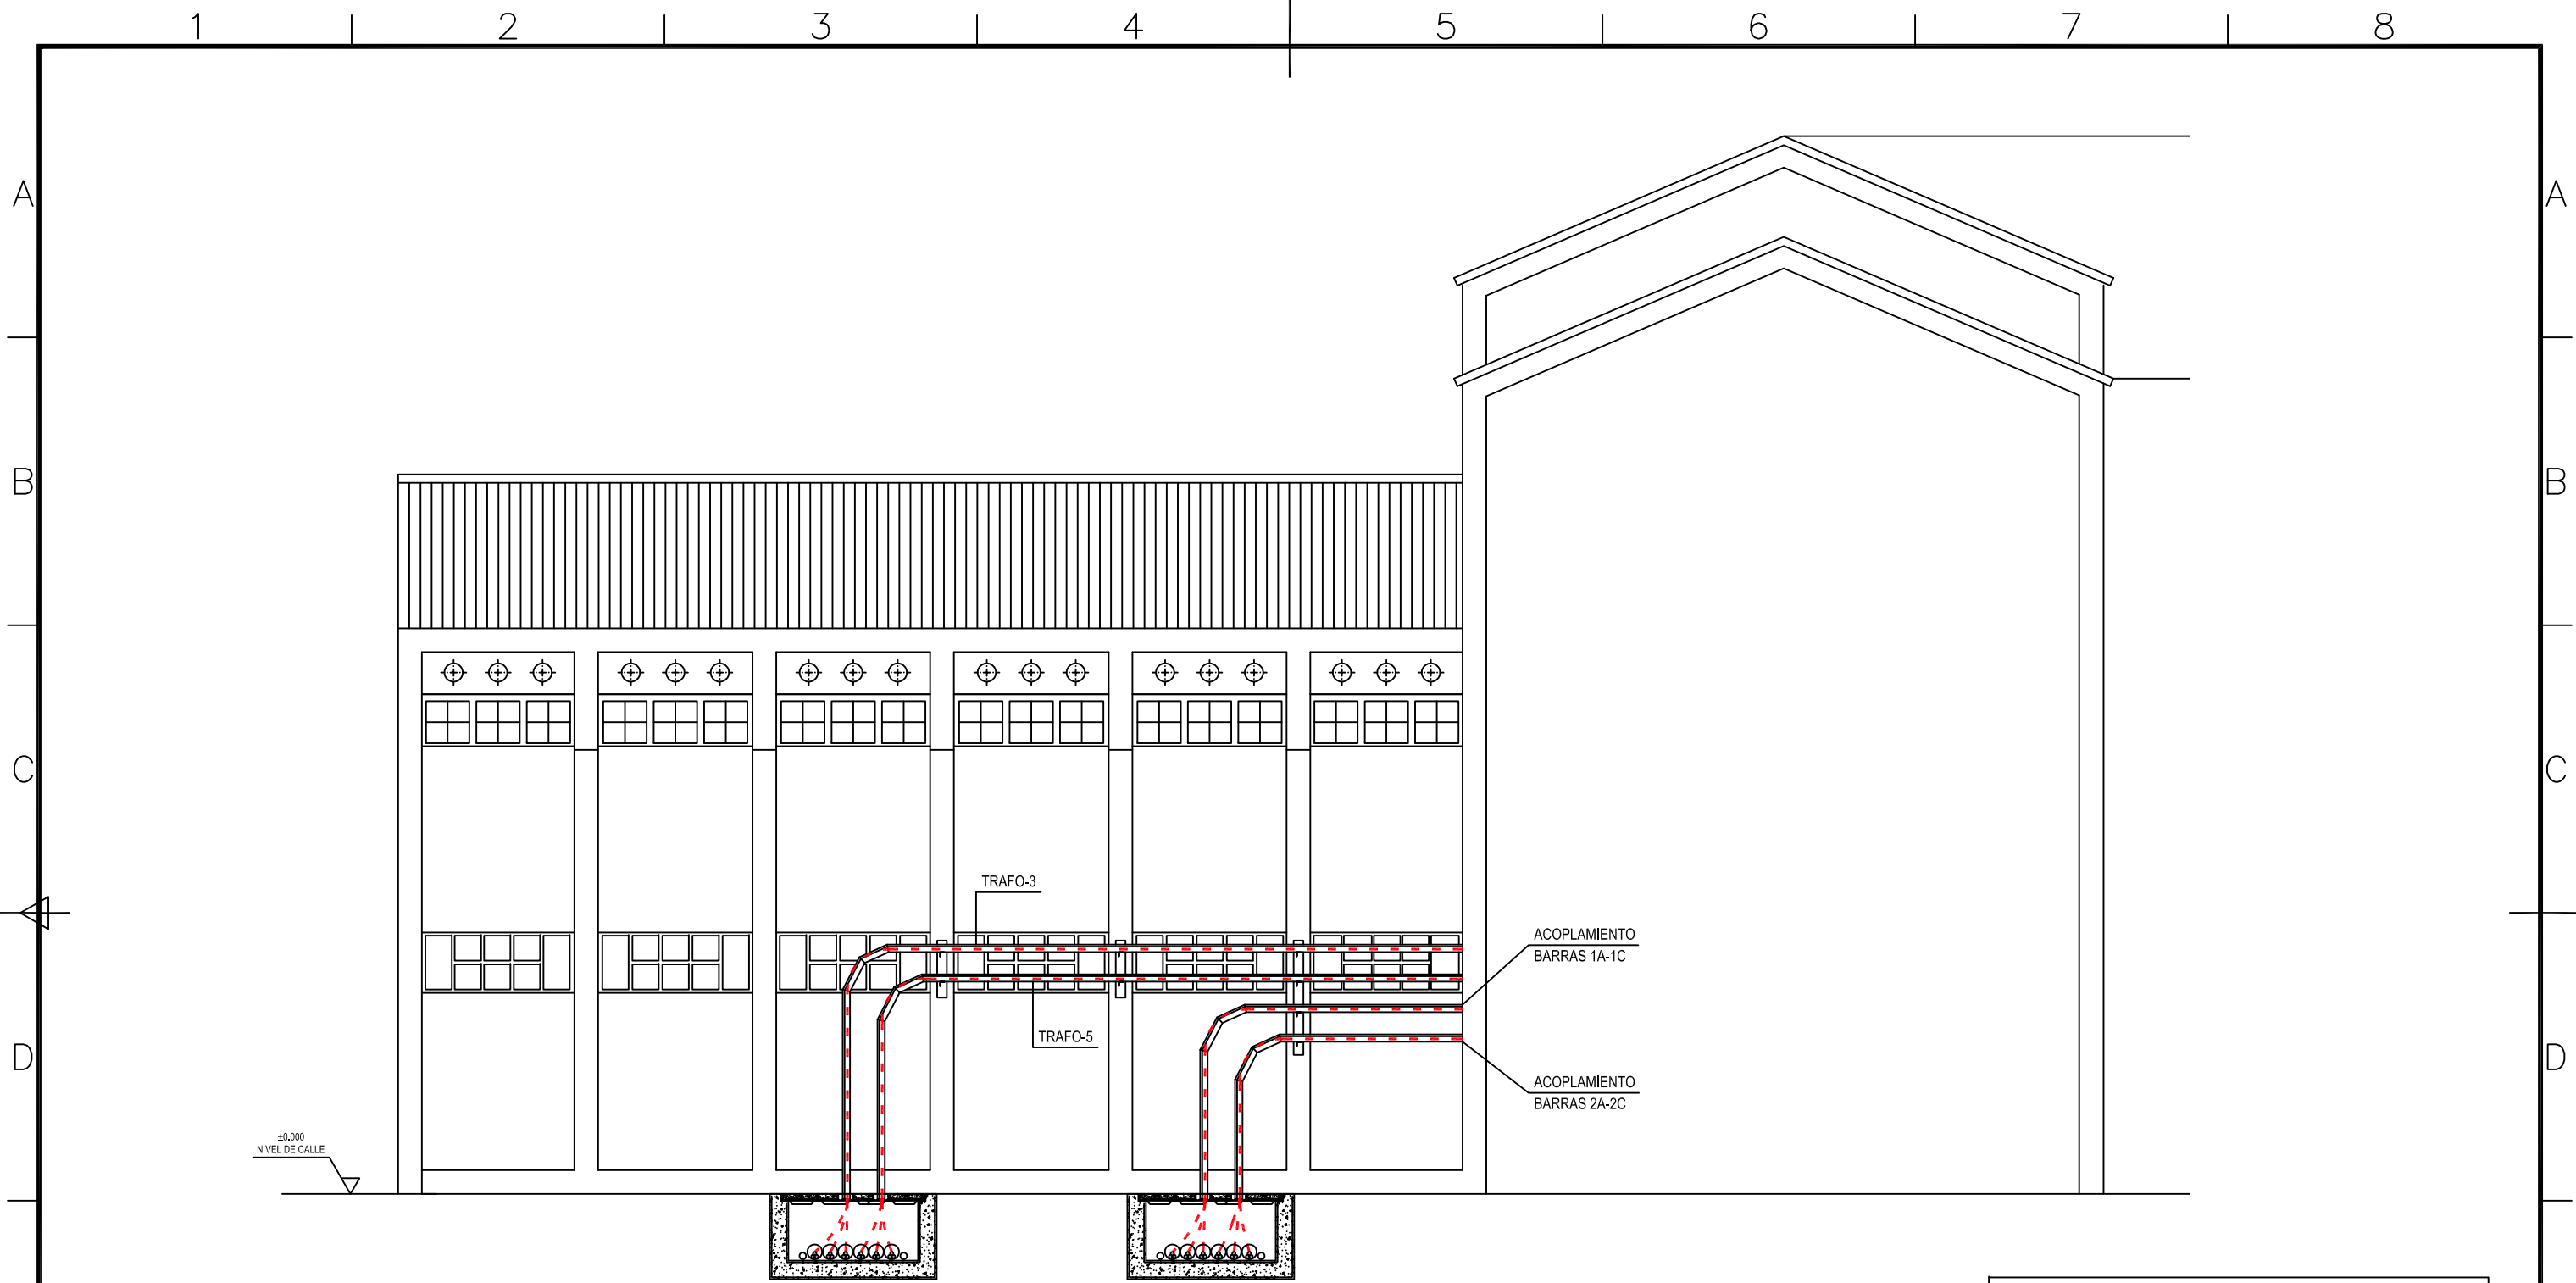 1 2 3 4 5 6 7 8
A A
B B
C C
TRAFO-3
ACOPLAMIENTO
BARRAS 1A-1C
TRAFO-5
D D
ACOPLAMIENTO
BARRAS 2A-2C
±0.000
NIVEL DE CALLE